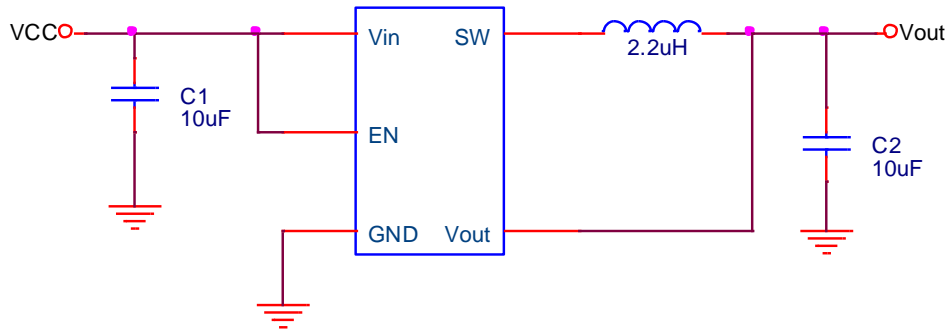 VCC
Vin
SW
2.2uH
Vout
C1
10uF
EN
C2
10uF
GND
Vout